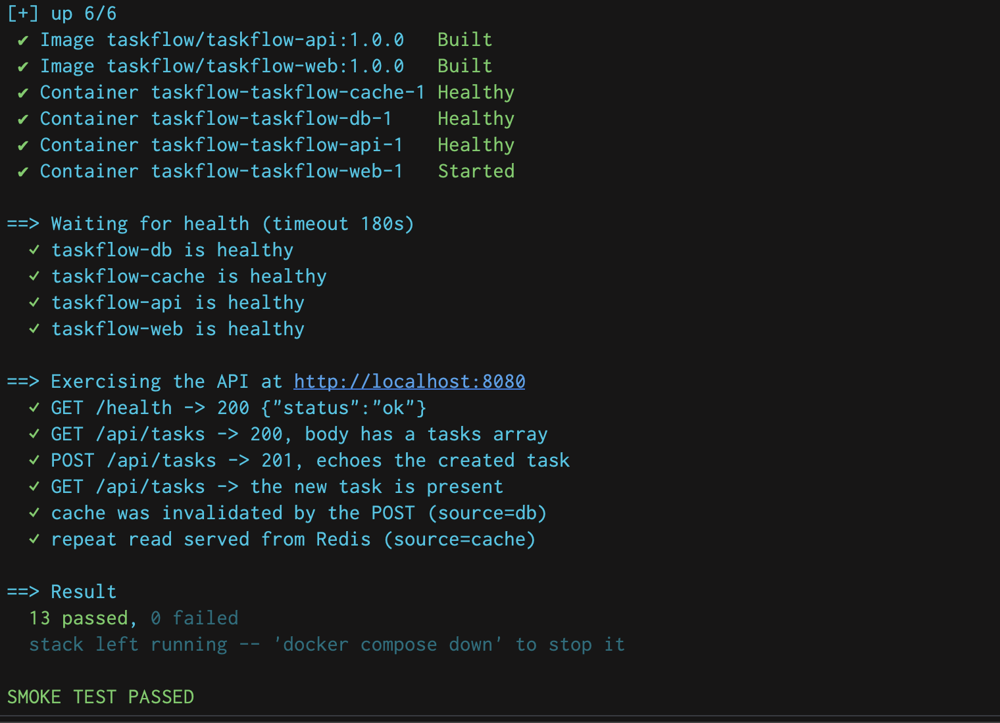 [+] up 6/6
✔ Image taskflow/taskflow-api:1.0.0   Built
✔ Image taskflow/taskflow-web:1.0.0   Built
✔ Container taskflow-taskflow-cache-1 Healthy
✔ Container taskflow-taskflow-db-1    Healthy
✔ Container taskflow-taskflow-api-1   Healthy
✔ Container taskflow-taskflow-web-1   Started
==> Waiting for health (timeout 180s)
✓ taskflow-db is healthy
✓ taskflow-cache is healthy
✓ taskflow-api is healthy
✓ taskflow-web is healthy
==> Exercising the API at http://localhost:8080
✓ GET /health -> 200 {"status":"ok"}
✓ GET /api/tasks -> 200, body has a tasks array
✓ POST /api/tasks -> 201, echoes the created task
✓ GET /api/tasks -> the new task is present
✓ cache was invalidated by the POST (source=db)
✓ repeat read served from Redis (source=cache)
==> Result
13 passed, 0 failed
stack left running -- 'docker compose down' to stop it
SMOKE TEST PASSED